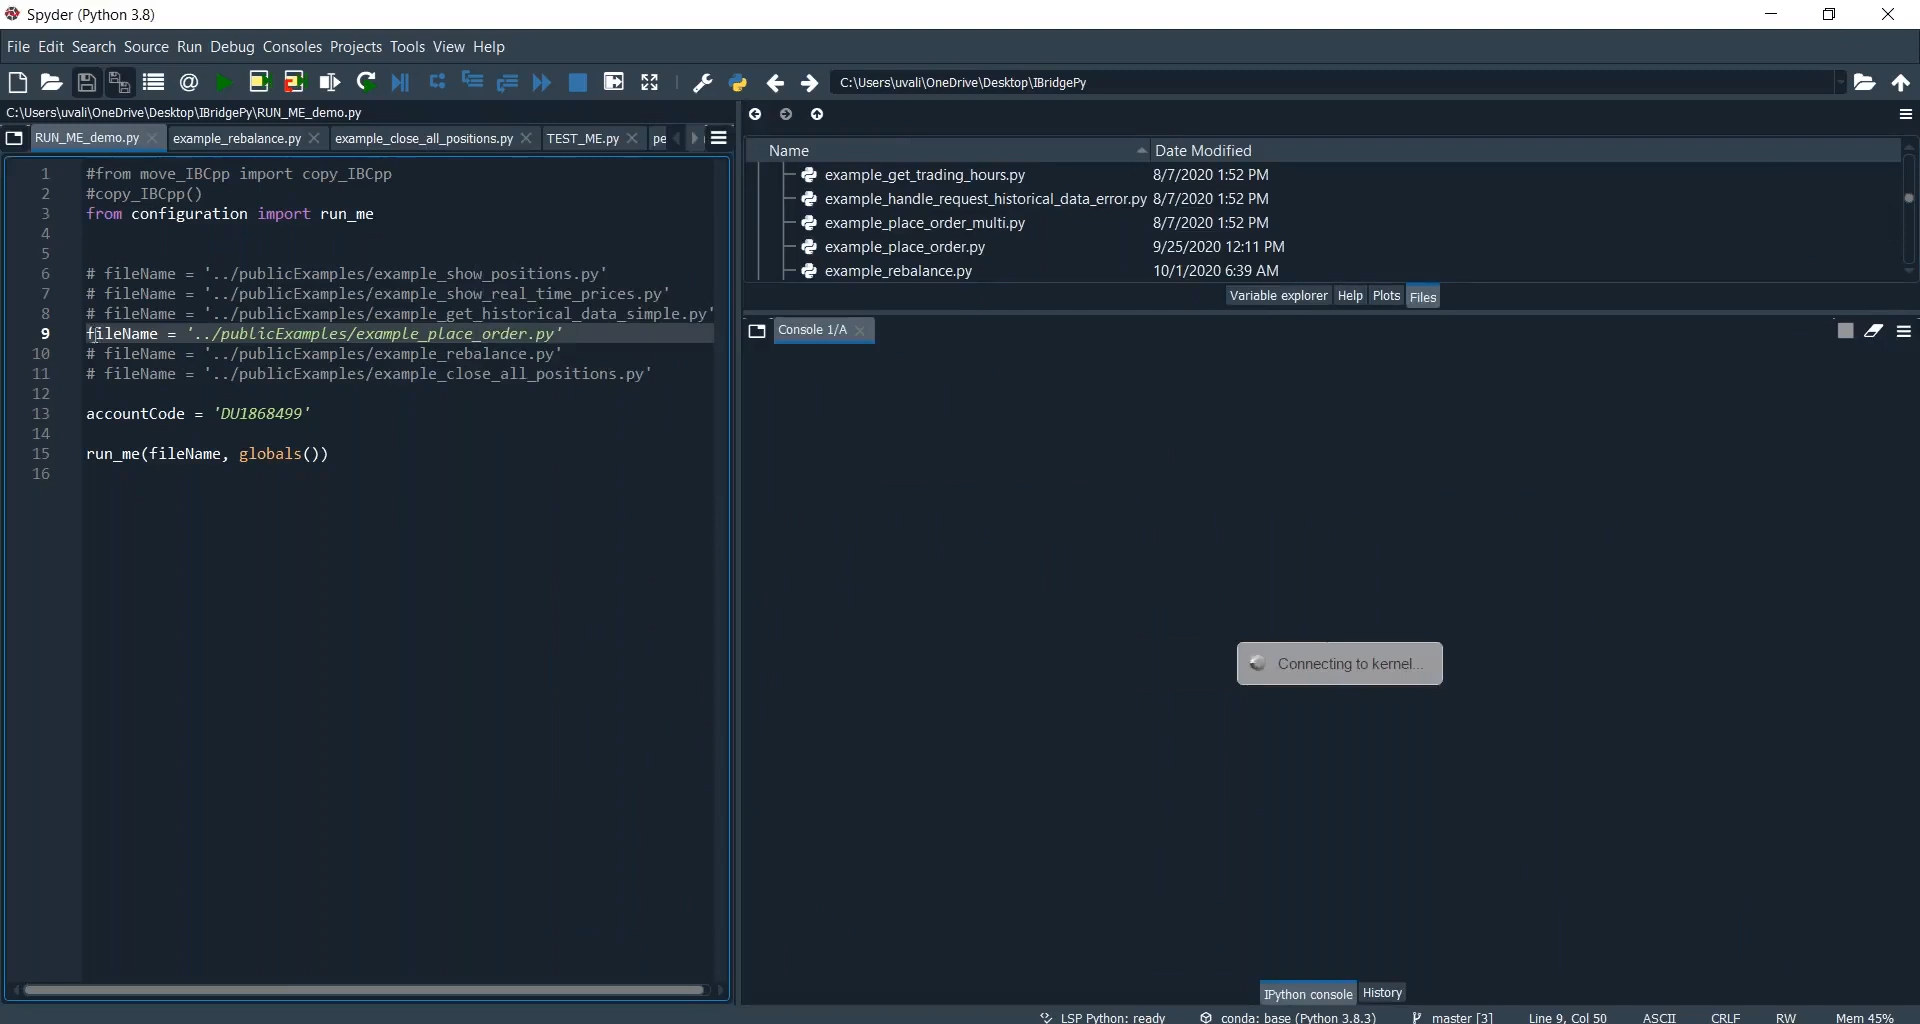 Spyder (Python 3.8)
File Edit Search Source Run Debug Consoles Projects Tools View Help
C:\Users\uvali\OneDrive\Desktop\IBridgePy
C:\Users\uvali\OneDrive\Desktop\IBridgePy\RUN_ME_demo.py
RUN_ME_demo.py example_rebalance.py example_close_all_positions.py TEST_ME.py pe
1 #from move_IBCpp import copy_IBCpp
2 #copy_IBCpp()
3 from configuration import run_me
4
5
6 # fileName = '../publicExamples/example_show_positions.py'
7 # fileName = '../publicExamples/example_show_real_time_prices.py'
8 # fileName = '../publicExamples/example_get_historical_data_simple.py'
9 fileName = '../publicExamples/example_place_order.py'
10 # fileName = '../publicExamples/example_rebalance.py'
11 # fileName = '../publicExamples/example_close_all_positions.py'
12
13 accountCode = 'DU1868499'
14
15 run_me(fileName, globals())
16
Name Date Modified
example_get_trading_hours.py 8/7/2020 1:52 PM
example_handle_request_historical_data_error.py 8/7/2020 1:52 PM
example_place_order_multi.py 8/7/2020 1:52 PM
example_place_order.py 9/25/2020 12:11 PM
example_rebalance.py 10/1/2020 6:39 AM
Variable explorer Help Plots Files
Console 1/A
Connecting to kernel...
IPython console History
LSP Python: ready conda: base (Python 3.8.3) master [3] Line 9, Col 50 ASCII CRLF RW Mem 45%